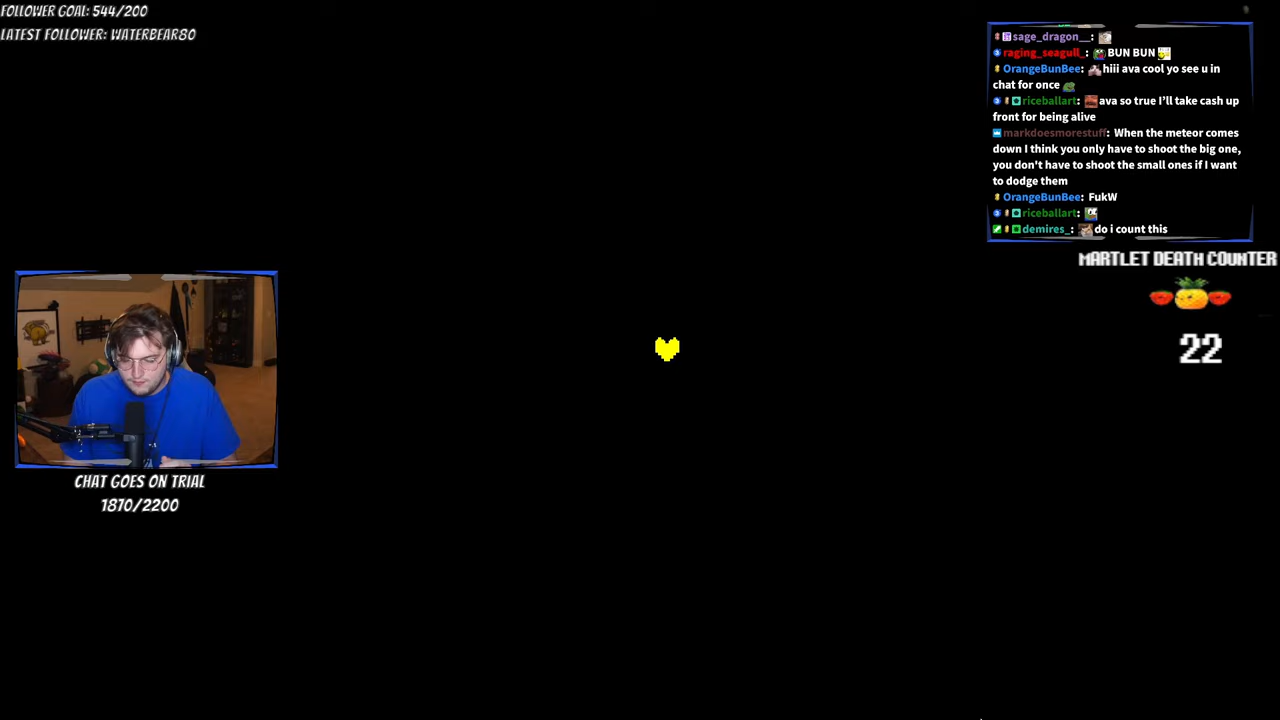 FOLLOWER GOAL: 544/200
LATEST FOLLOWER: WATERBEAR80
sage_dragon__:
raging_seagull_: BUN BUN
OrangeBunBee: hiii ava cool yo see u in
chat for once
riceballart: ava so true I'll take cash up
front for being alive
markdoesmorestuff: When the meteor comes
down I think you only have to shoot the big one,
you don't have to shoot the small ones if I want
to dodge them
OrangeBunBee: FukW
riceballart:
demires_: do i count this
MARTLET DEATH COUNTER
22
CHAT GOES ON TRIAL
1870/2200